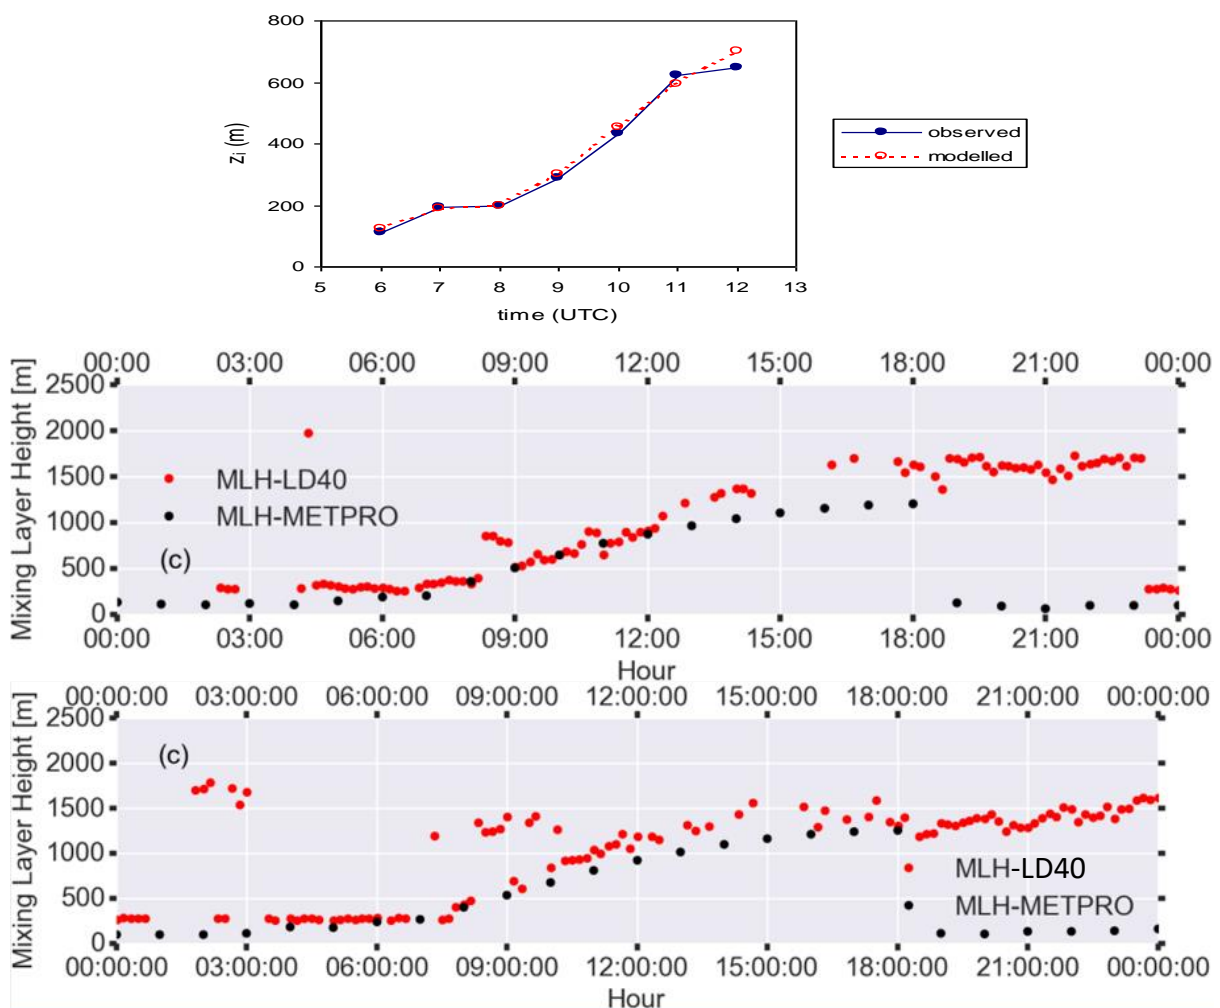 800
600
400
200
0
z_i (m)
5 6 7 8 9 10 11 12 13
time (UTC)
observed
modelled
00:00 03:00 06:00 09:00 12:00 15:00 18:00 21:00 00:00
Mixing Layer Height [m]
2500
2000
1500
1000
500
0
MLH-LD40
MLH-METPRO
(c)
00:00 03:00 06:00 09:00 12:00 15:00 18:00 21:00 00:00
Hour
00:00:00 03:00:00 06:00:00 09:00:00 12:00:00 15:00:00 18:00:00 21:00:00 00:00:00
Mixing Layer Height [m]
2500
2000
1500
1000
500
0
(c)
MLH-LD40
MLH-METPRO
00:00:00 03:00:00 06:00:00 09:00:00 12:00:00 15:00:00 18:00:00 21:00:00 00:00:00
Hour